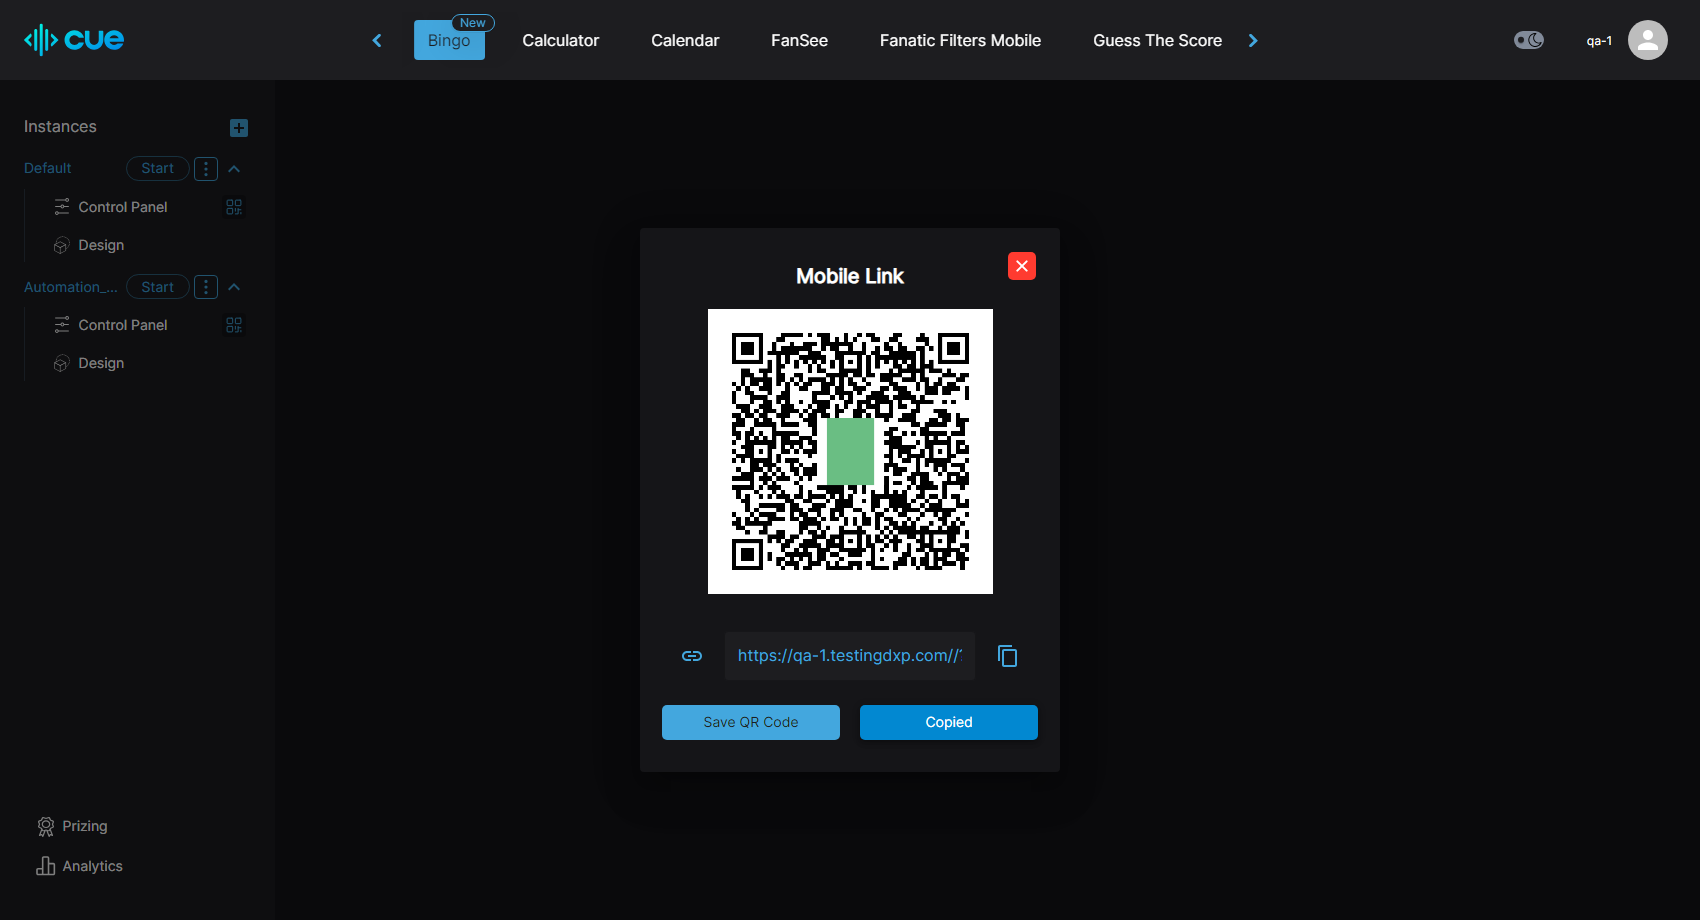 cue
New
Bingo
Calculator
Calendar
FanSee
Fanatic Filters Mobile
Guess The Score
qa-1
Instances
Default
Start
Control Panel
Design
Automation_...
Start
Control Panel
Design
Prizing
Analytics
Mobile Link
https://qa-1.testingdxp.com//?
Save QR Code
Copied